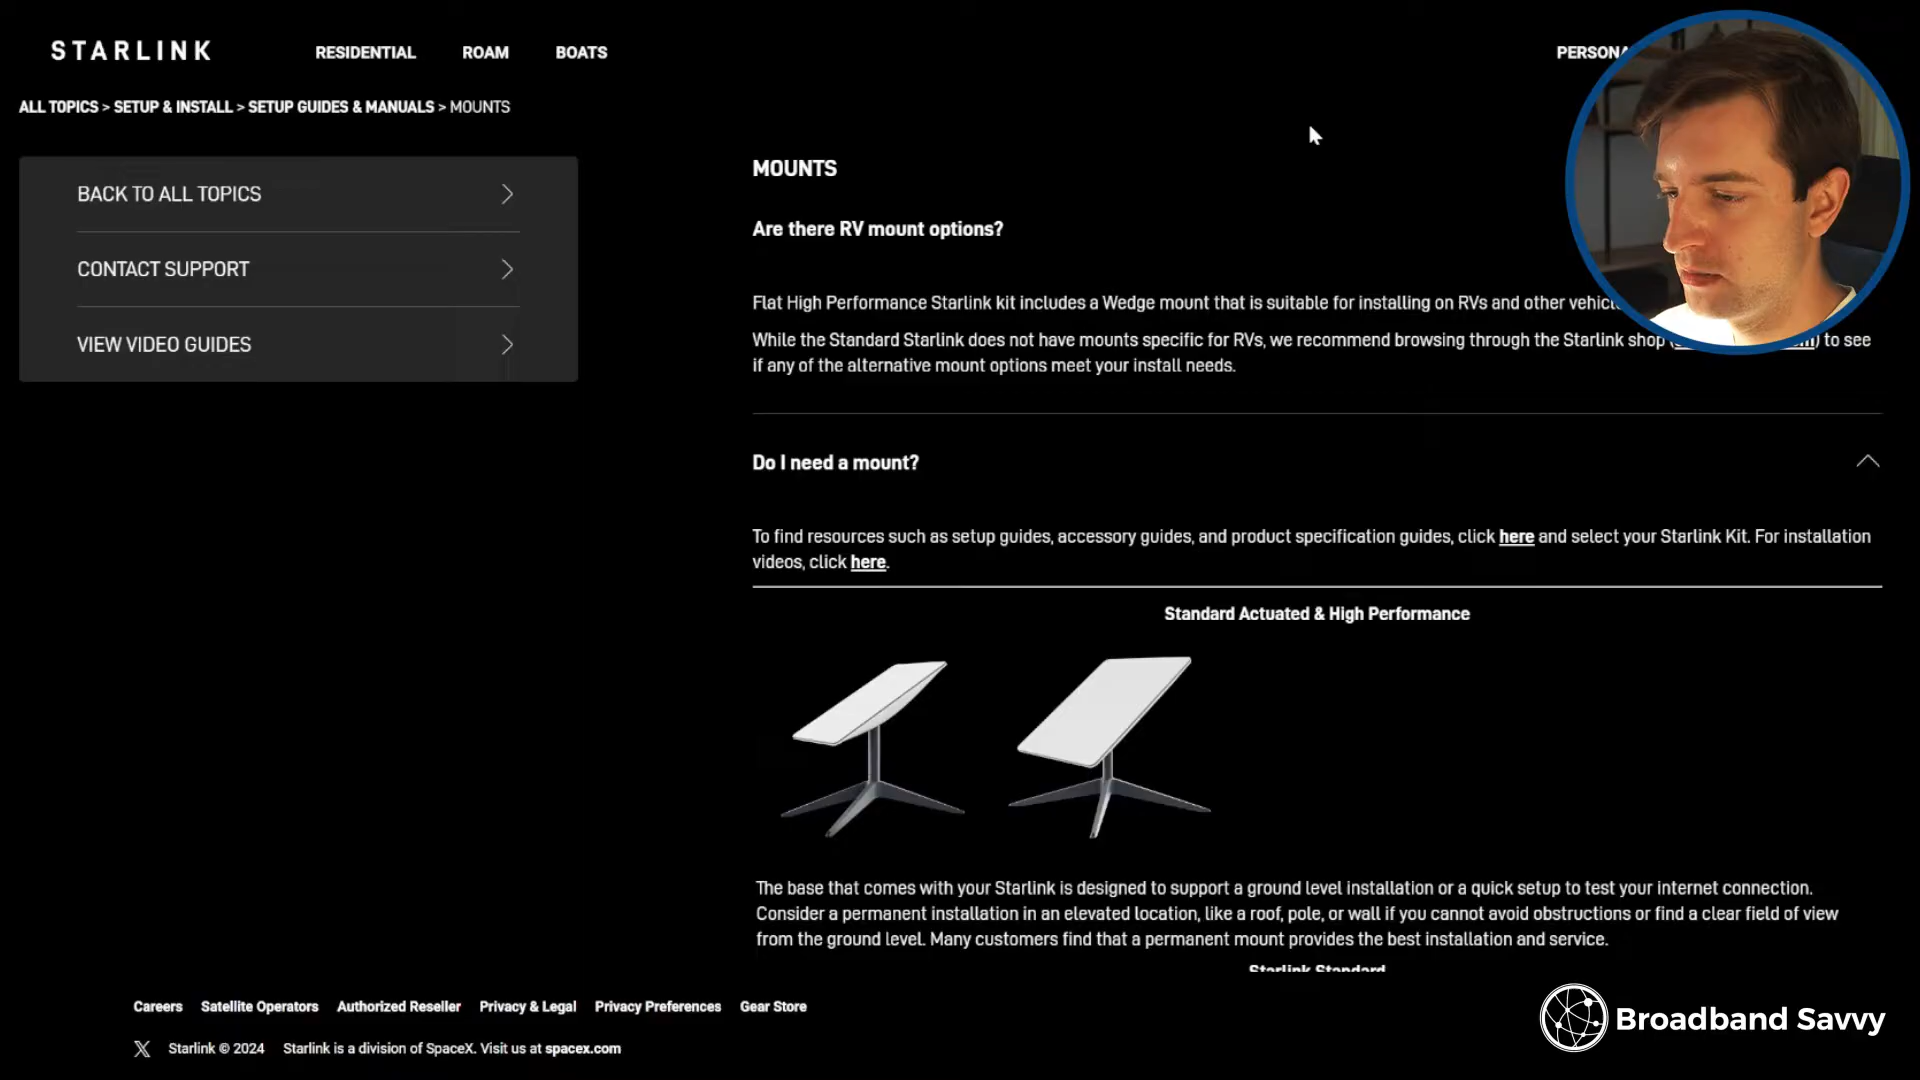 STARLINK
RESIDENTIAL ROAM BOATS
ALL TOPICS > SETUP & INSTALL > SETUP GUIDES & MANUALS > MOUNTS
BACK TO ALL TOPICS
CONTACT SUPPORT
VIEW VIDEO GUIDES
MOUNTS
Are there RV mount options?
Flat High Performance Starlink kit includes a Wedge mount that is suitable for installing on RVs and other
While the Standard Starlink does not have mounts specific for RVs, we recommend browsing through the Starlink shop ( ) to see
if any of the alternative mount options meet your install needs.
Do I need a mount?
To find resources such as setup guides, accessory guides, and product specification guides, click here and select your Starlink Kit. For installation
videos, click here.
Standard Actuated & High Performance
The base that comes with your Starlink is designed to support a ground level installation or a quick setup to test your internet connection.
Consider a permanent installation in an elevated location, like a roof, pole, or wall if you cannot avoid obstructions or find a clear field of view
from the ground level. Many customers find that a permanent mount provides the best installation and service.
Starlink Standard
Careers Satellite Operators Authorized Reseller Privacy & Legal Privacy Preferences Gear Store
Starlink © 2024 Starlink is a division of SpaceX. Visit us at spacex.com
Broadband Savvy